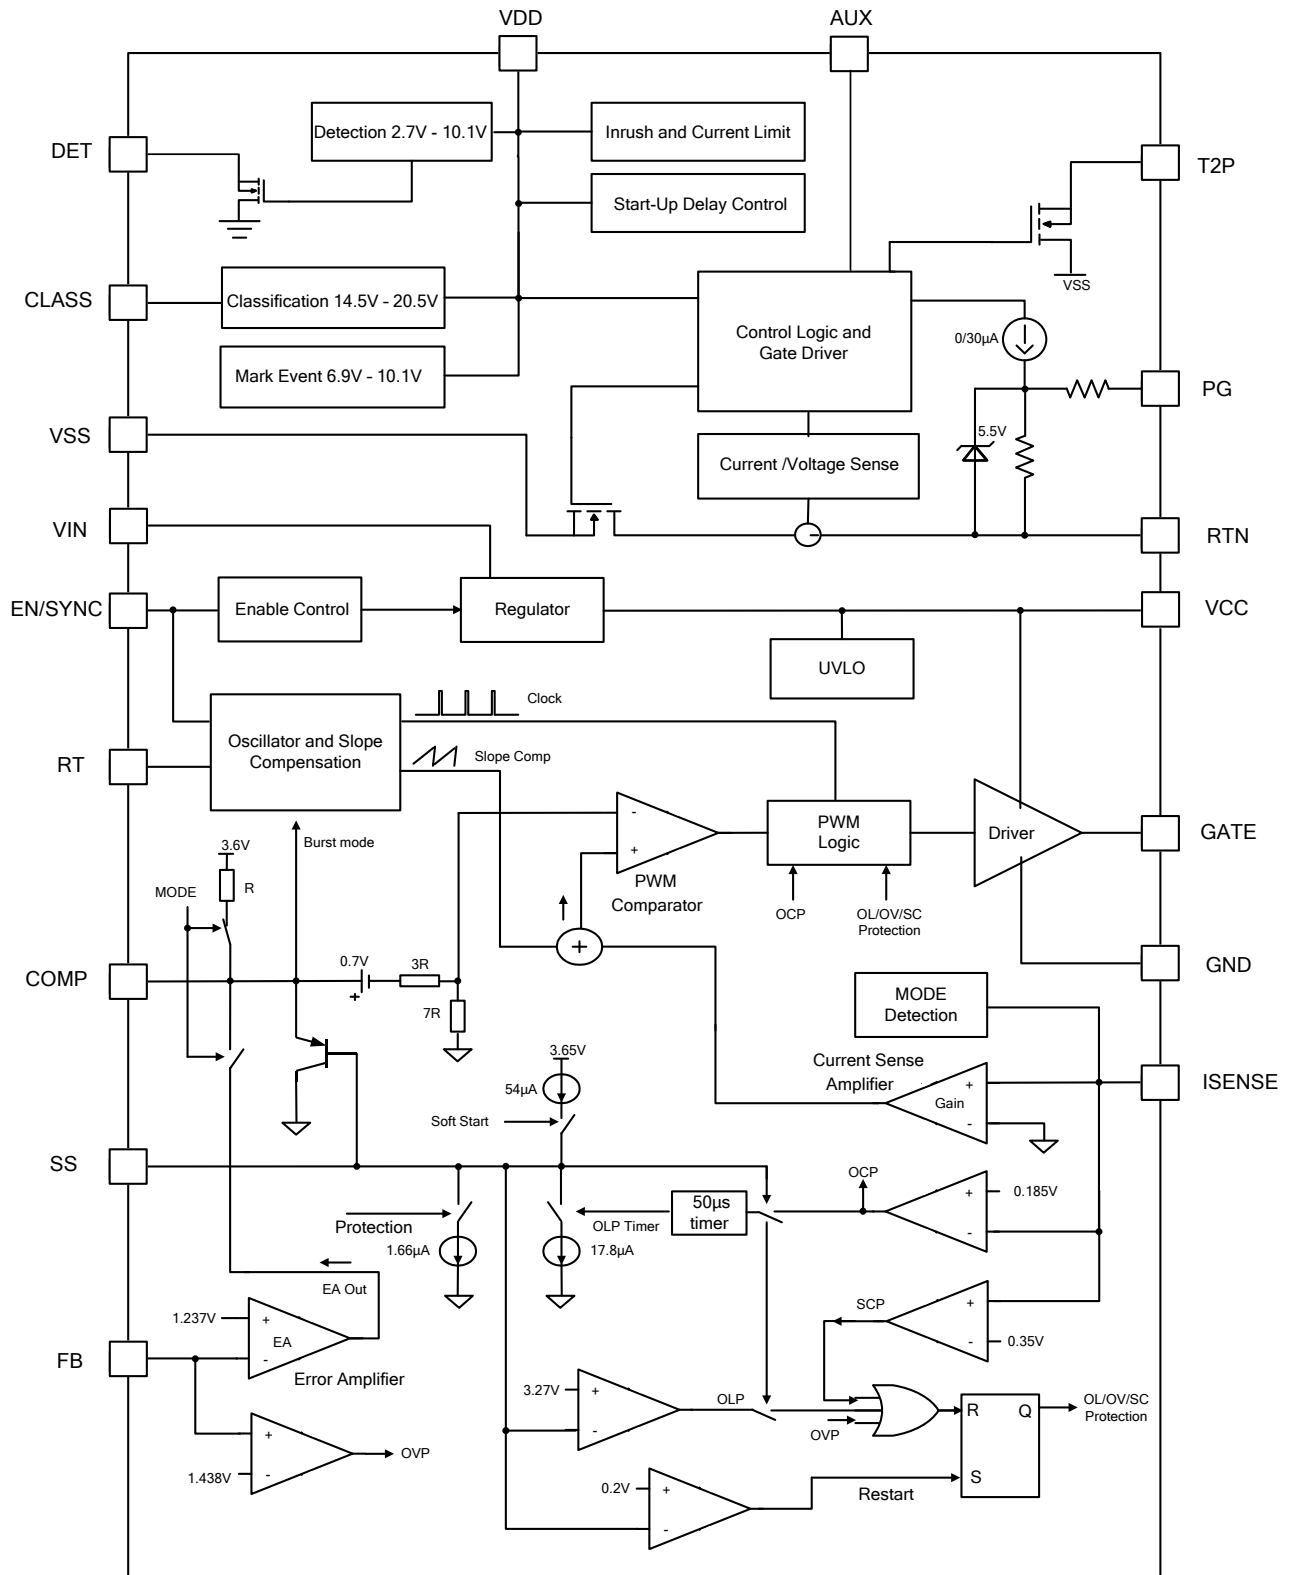 VDD
AUX
DET
Detection 2.7V - 10.1V
Inrush and Current Limit
T2P
Start-Up Delay Control
VSS
CLASS
Classification 14.5V - 20.5V
Control Logic and
Gate Driver
0/30µA
Mark Event 6.9V - 10.1V
PG
VSS
5.5V
Current /Voltage Sense
VIN
RTN
EN/SYNC
Enable Control
Regulator
VCC
UVLO
Clock
Oscillator and Slope
Compensation
Slope Comp
RT
-
+
PWM
Comparator
PWM
Logic
Driver
GATE
Burst mode
3.6V
R
MODE
OCP
OL/OV/SC
Protection
+
COMP
0.7V
+
3R
7R
GND
MODE
Detection
3.65V
54µA
Current Sense
Amplifier
+
Gain
-
ISENSE
Soft Start
SS
OCP
Protection
1.66µA
OLP Timer
17.8µA
50µs
timer
+
0.185V
-
EA Out
SCP
+
-
0.35V
1.237V
+
EA
-
FB
Error Amplifier
3.27V
+
-
OLP
OVP
R
Q
S
OL/OV/SC
Protection
+
1.438V
-
OVP
0.2V
+
-
Restart